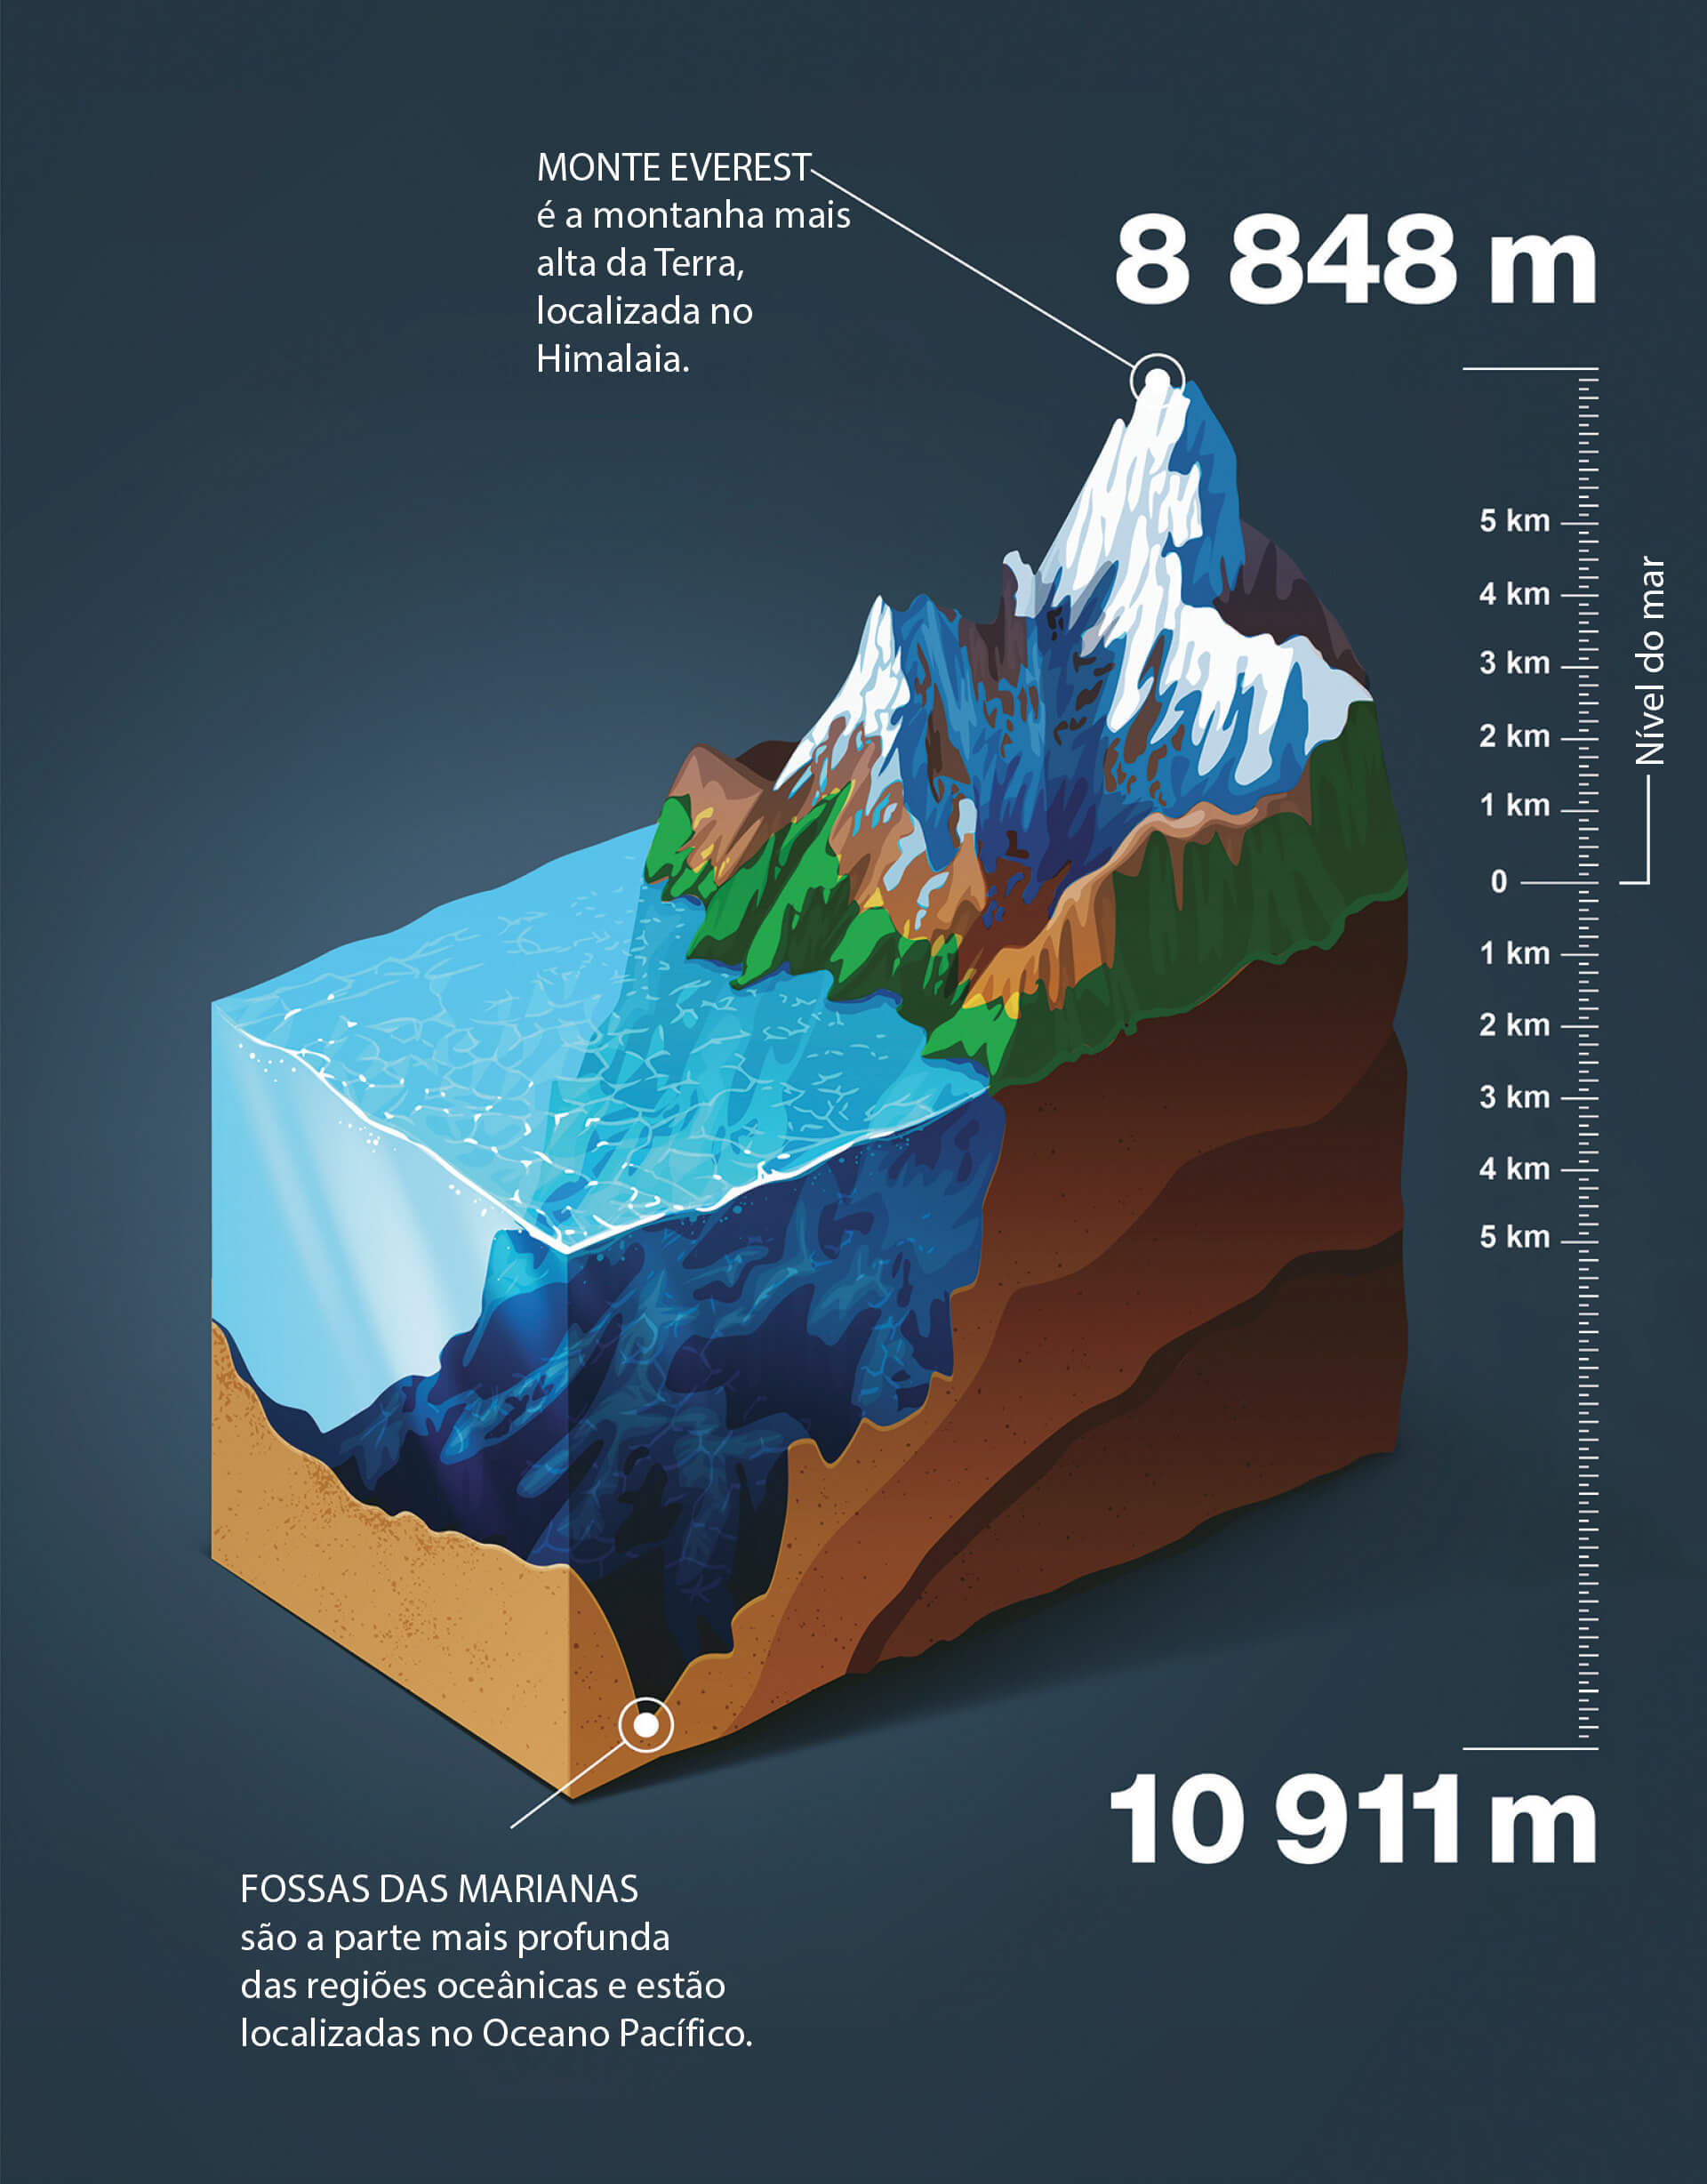 MONTE EVEREST
é a montanha mais
alta da Terra,
localizada no
Himalaia.
8 848 m
5 km
4 km
3 km
2 km
1 km
0
Nível do mar
1 km
2 km
3 km
4 km
5 km
10 911 m
FOSSAS DAS MARIANAS
são a parte mais profunda
das regiões oceânicas e estão
localizadas no Oceano Pacífico.